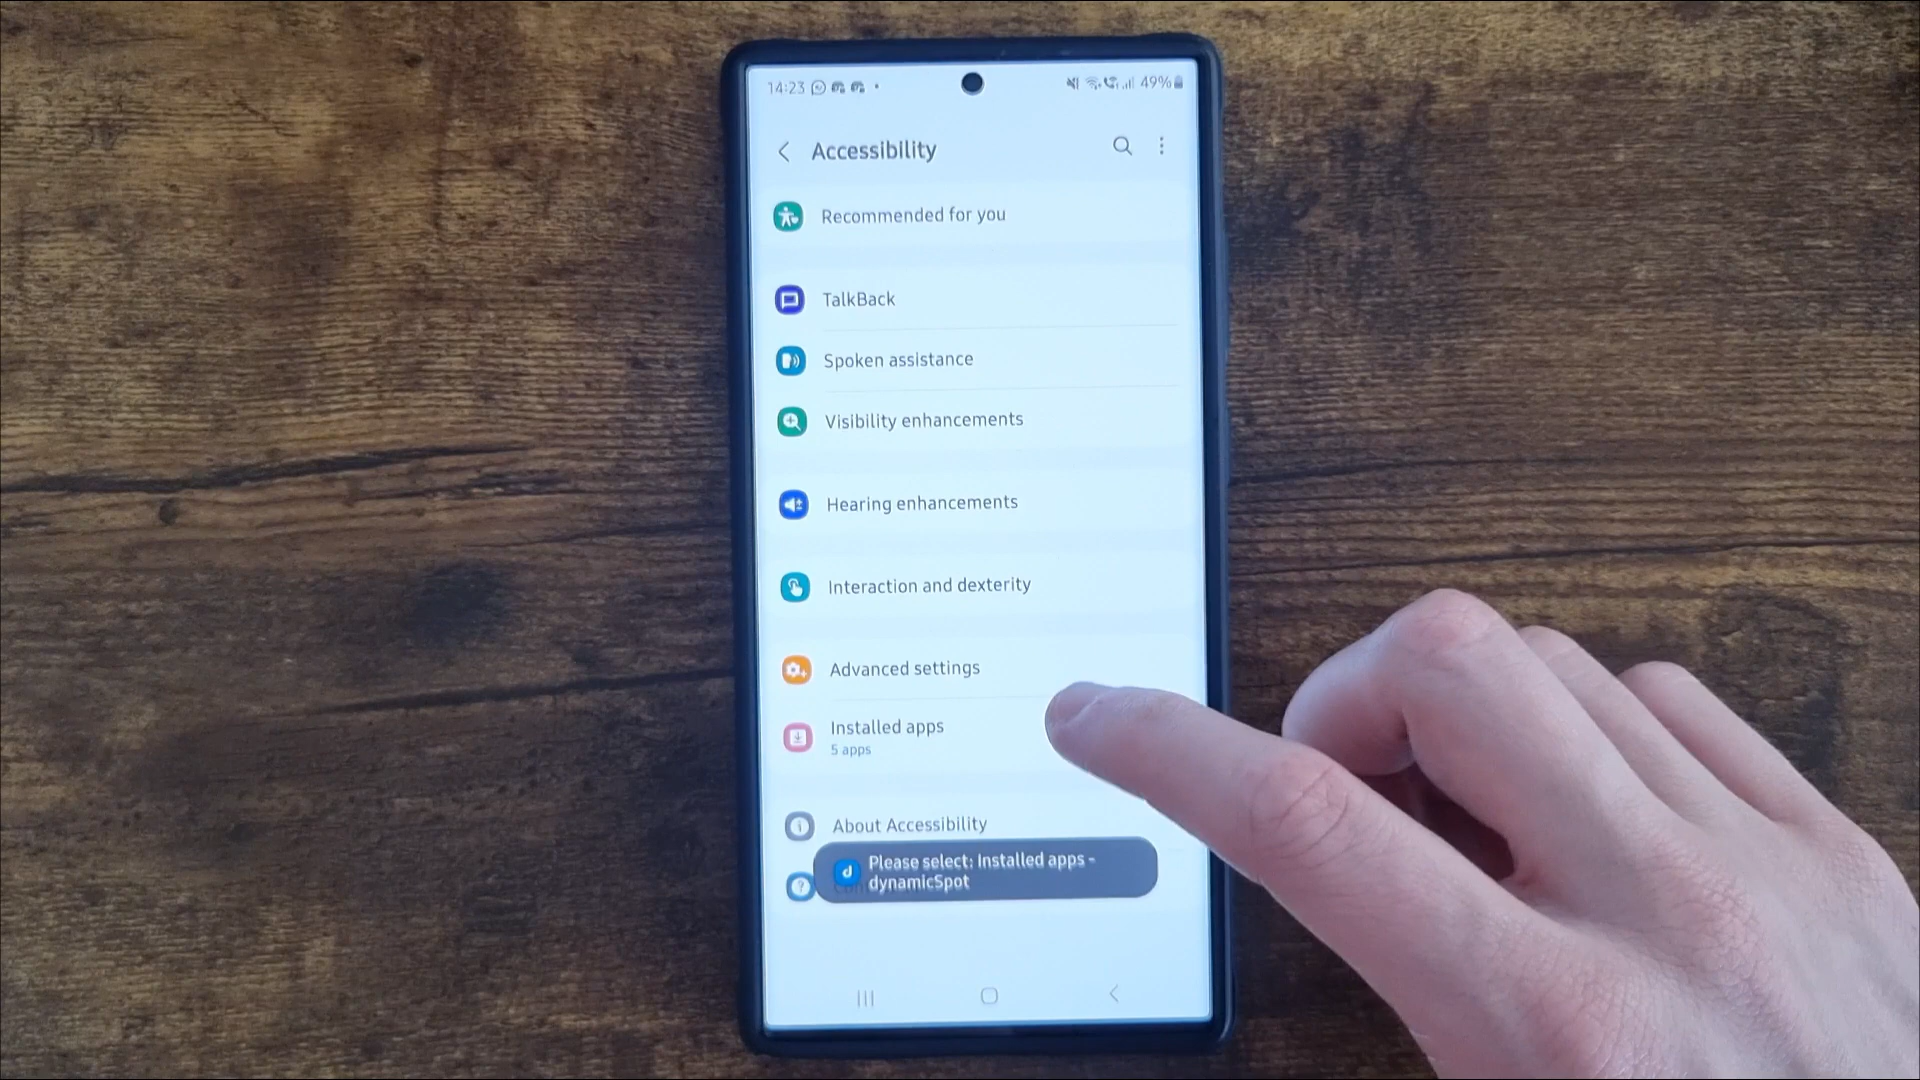 14:23
49%
Accessibility
Recommended for you
TalkBack
Spoken assistance
Visibility enhancements
Hearing enhancements
Interaction and dexterity
Advanced settings
Installed apps
5 apps
About Accessibility
Please select: Installed apps -
dynamicSpot